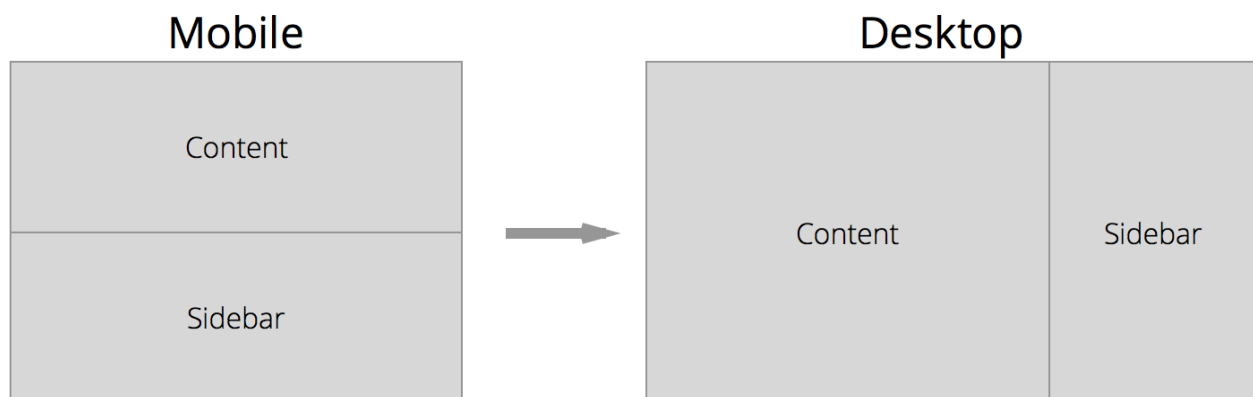 Mobile
Content
Sidebar
Desktop
Content
Sidebar